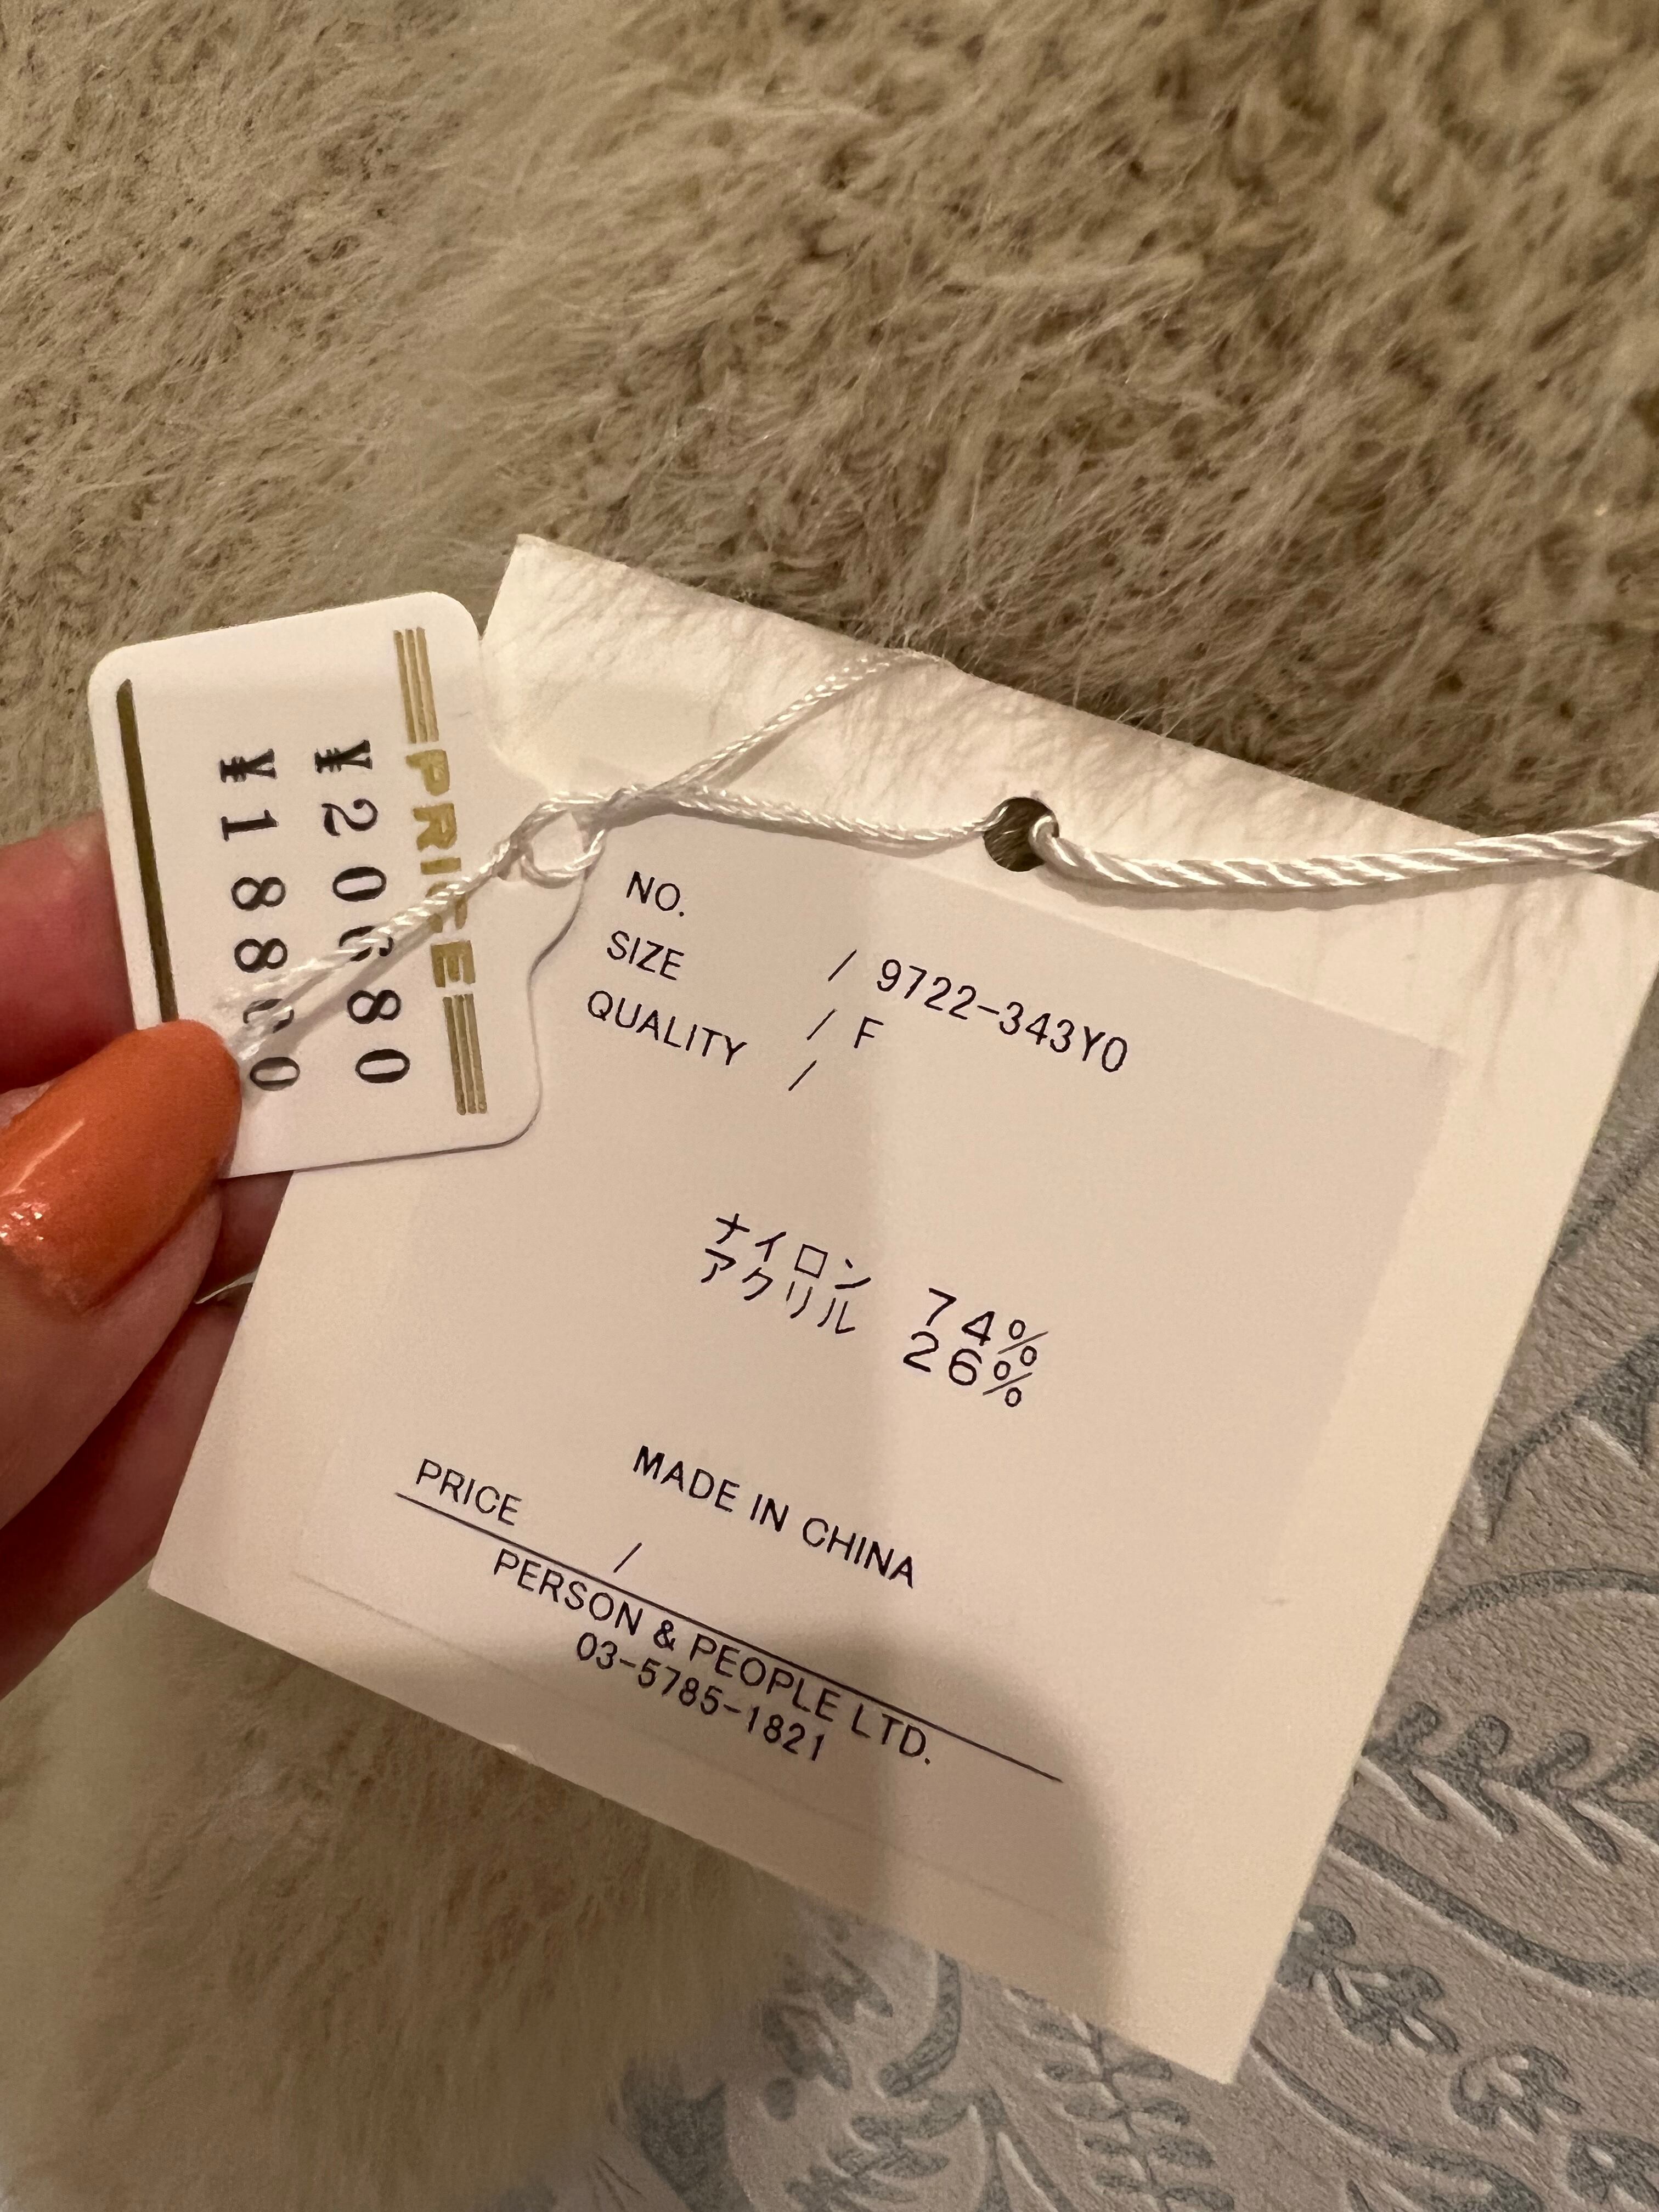 PRICE
¥20680
¥18800
NO. / 9722-343Y0
SIZE / F
QUALITY /
ナイロン 74%
アクリル 26%
MADE IN CHINA
PRICE /
PERSON & PEOPLE LTD.
03-5785-1821